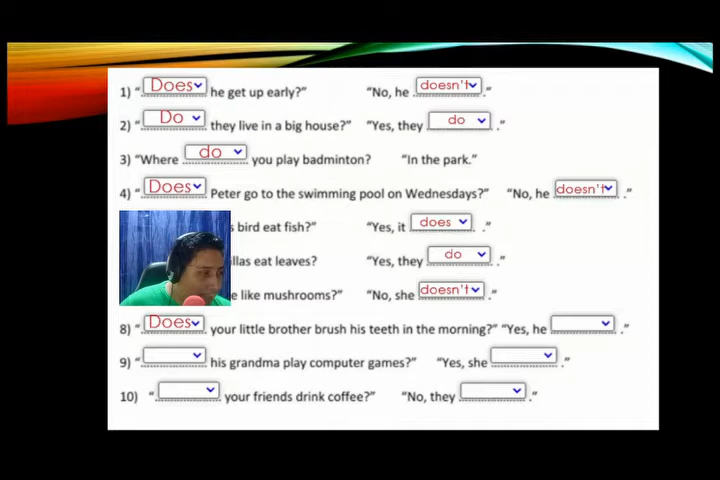 1) “ Does he get up early?” “No, he doesn't .”
2) “ Do they live in a big house?” “Yes, they do .”
3) “Where do you play badminton? “In the park.”
4) “ Does Peter go to the swimming pool on Wednesdays?” “No, he doesn't .”
bird eat fish?” “Yes, it does .”
eat leaves? “Yes, they do .”
like mushrooms?” “No, she doesn't .”
8) “ Does your little brother brush his teeth in the morning?” “Yes, he .”
9) “ his grandma play computer games?” “Yes, she .”
10) “ your friends drink coffee?” “No, they .”